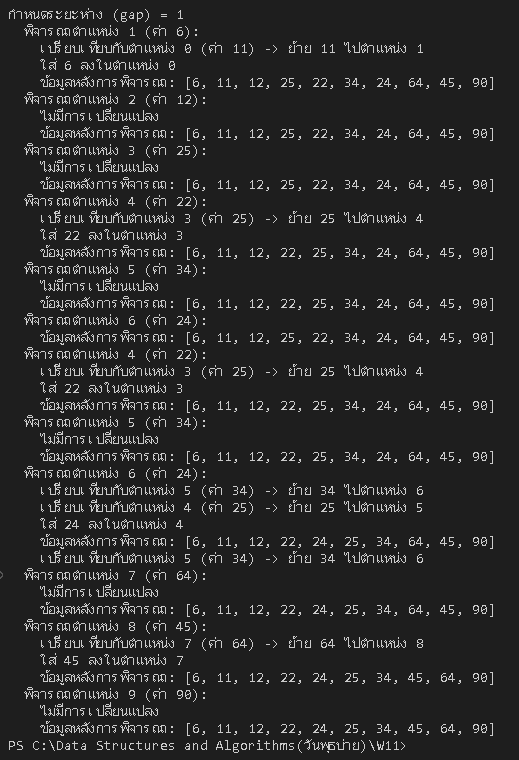 กำหนดระยะห่าง (gap) = 1
พิจารณาตำแหน่ง 1 (ค่า 6):
เปรียบเทียบกับตำแหน่ง 0 (ค่า 11) -> ย้าย 11 ไปตำแหน่ง 1
ใส่ 6 ลงในตำแหน่ง 0
ข้อมูลหลังการพิจารณา: [6, 11, 12, 25, 22, 34, 24, 64, 45, 90]
พิจารณาตำแหน่ง 2 (ค่า 12):
ไม่มีการเปลี่ยนแปลง
ข้อมูลหลังการพิจารณา: [6, 11, 12, 25, 22, 34, 24, 64, 45, 90]
พิจารณาตำแหน่ง 3 (ค่า 25):
ไม่มีการเปลี่ยนแปลง
ข้อมูลหลังการพิจารณา: [6, 11, 12, 25, 22, 34, 24, 64, 45, 90]
พิจารณาตำแหน่ง 4 (ค่า 22):
เปรียบเทียบกับตำแหน่ง 3 (ค่า 25) -> ย้าย 25 ไปตำแหน่ง 4
ใส่ 22 ลงในตำแหน่ง 3
ข้อมูลหลังการพิจารณา: [6, 11, 12, 22, 25, 34, 24, 64, 45, 90]
พิจารณาตำแหน่ง 5 (ค่า 34):
ไม่มีการเปลี่ยนแปลง
ข้อมูลหลังการพิจารณา: [6, 11, 12, 22, 25, 34, 24, 64, 45, 90]
พิจารณาตำแหน่ง 6 (ค่า 24):
ข้อมูลหลังการพิจารณา: [6, 11, 12, 25, 22, 34, 24, 64, 45, 90]
พิจารณาตำแหน่ง 4 (ค่า 22):
เปรียบเทียบกับตำแหน่ง 3 (ค่า 25) -> ย้าย 25 ไปตำแหน่ง 4
ใส่ 22 ลงในตำแหน่ง 3
ข้อมูลหลังการพิจารณา: [6, 11, 12, 22, 25, 34, 24, 64, 45, 90]
พิจารณาตำแหน่ง 5 (ค่า 34):
ไม่มีการเปลี่ยนแปลง
ข้อมูลหลังการพิจารณา: [6, 11, 12, 22, 25, 34, 24, 64, 45, 90]
พิจารณาตำแหน่ง 6 (ค่า 24):
เปรียบเทียบกับตำแหน่ง 5 (ค่า 34) -> ย้าย 34 ไปตำแหน่ง 6
เปรียบเทียบกับตำแหน่ง 4 (ค่า 25) -> ย้าย 25 ไปตำแหน่ง 5
ใส่ 24 ลงในตำแหน่ง 4
ข้อมูลหลังการพิจารณา: [6, 11, 12, 22, 24, 25, 34, 64, 45, 90]
เปรียบเทียบกับตำแหน่ง 5 (ค่า 34) -> ย้าย 34 ไปตำแหน่ง 6
พิจารณาตำแหน่ง 7 (ค่า 64):
ไม่มีการเปลี่ยนแปลง
ข้อมูลหลังการพิจารณา: [6, 11, 12, 22, 24, 25, 34, 64, 45, 90]
พิจารณาตำแหน่ง 8 (ค่า 45):
เปรียบเทียบกับตำแหน่ง 7 (ค่า 64) -> ย้าย 64 ไปตำแหน่ง 8
ใส่ 45 ลงในตำแหน่ง 7
ข้อมูลหลังการพิจารณา: [6, 11, 12, 22, 24, 25, 34, 45, 64, 90]
พิจารณาตำแหน่ง 9 (ค่า 90):
ไม่มีการเปลี่ยนแปลง
ข้อมูลหลังการพิจารณา: [6, 11, 12, 22, 24, 25, 34, 45, 64, 90]
PS C:\Data Structures and Algorithms(วันพุธบ่าย)\W11>